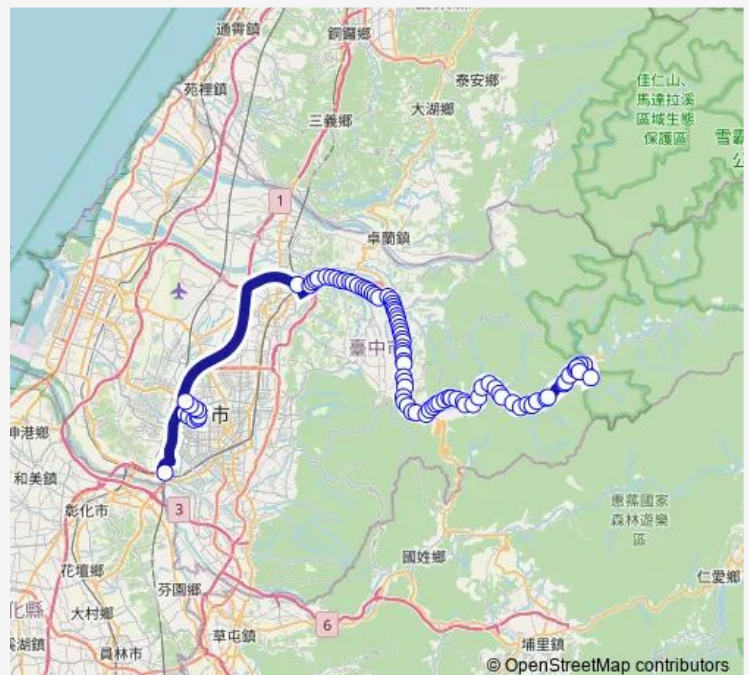 通霄鎮
銅鑼鄉
苑裡鎮
泰安鄉
大湖鄉
三義鄉
佳仁山、
馬達拉溪
區域生態
保護區
雪霸
公
1
卓蘭鎮
臺中市
市
伸港鄉
和美鎮
彰化市
3
惠蓀國家
森林遊樂
區
花壇鄉
芬園鄉
國姓鄉
仁愛鄉
化縣
大村鄉
6
溪湖鎮
員林市
草屯鎮
埔里鎮
© OpenStreetMap contributors